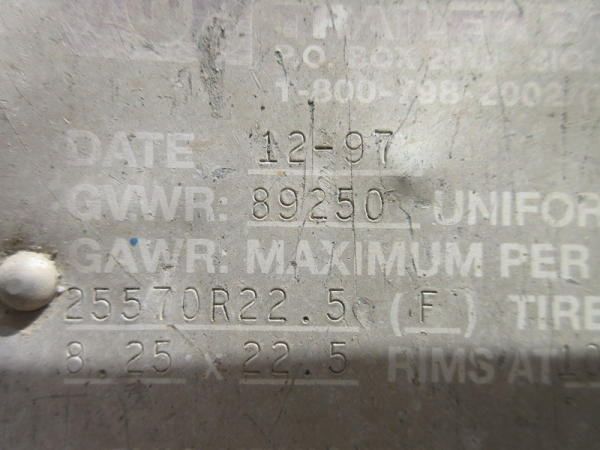 TRAILER
P.O. BOX
1-800-798-2002
DATE 12-97
GVWR: 89250 UNIFOR
GAWR: MAXIMUM PER
25570R22.5 (F) TIRE
8.25 x 22.5 RIMS AT